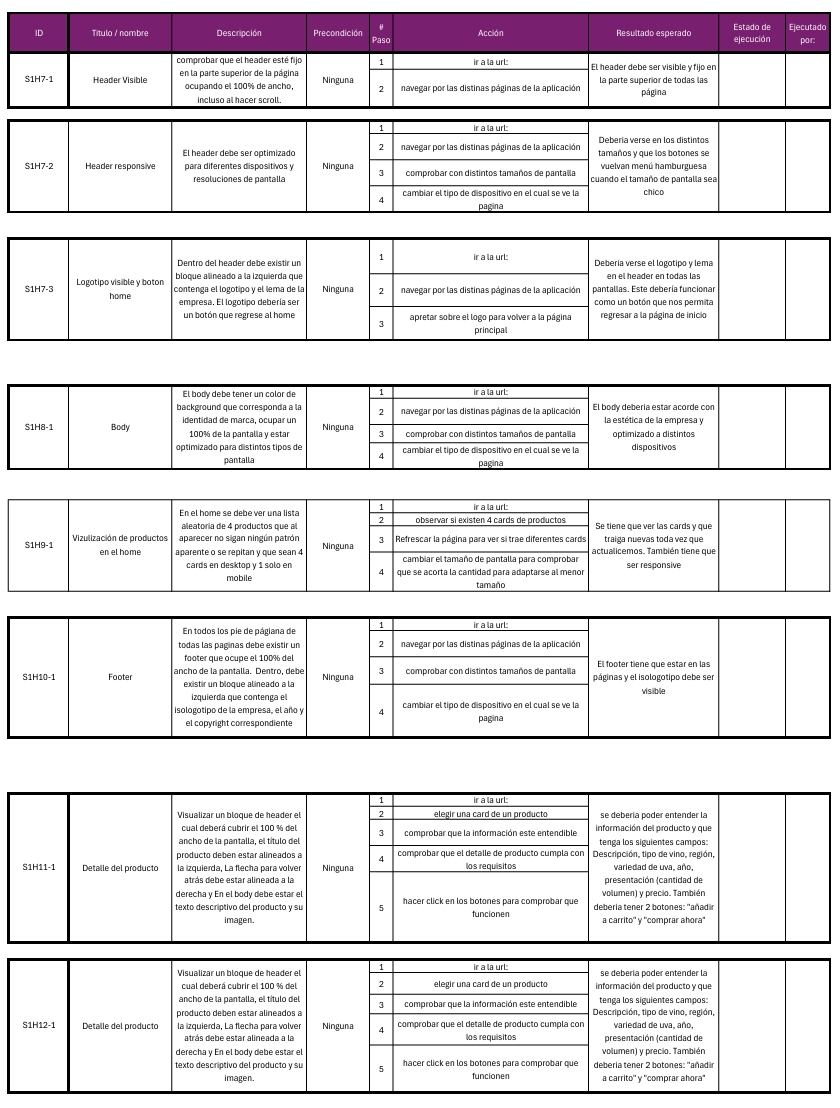 ID
Titulo / nombre
Descripción
Precondición
#
Paso
Acción
Resultado esperado
Estado de
ejecución
Ejecutado
por:
S1H7-1
Header Visible
comprobar que el header esté fijo
en la parte superior de la página
ocupando el 100% de ancho,
incluso al hacer scroll.
Ninguna
1
ir a la url:
2
navegar por las distinas páginas de la aplicación
El header debe ser visible y fijo en
la parte superior de todas las
página
S1H7-2
Header responsive
El header debe ser optimizado
para diferentes dispositivos y
resoluciones de pantalla
Ninguna
1
ir a la url:
2
navegar por las distinas páginas de la aplicación
3
comprobar con distintos tamaños de pantalla
4
cambiar el tipo de dispositivo en el cual se ve la
pagina
Deberia verse en los distintos
tamaños y que los botones se
vuelvan menú hamburguesa
cuando el tamaño de pantalla sea
chico
S1H7-3
Logotipo visible y boton
home
Dentro del header debe existir un
bloque alineado a la izquierda que
contenga el logotipo y el lema de la
empresa. El logotipo debería ser
un botón que regrese al home
Ninguna
1
ir a la url:
2
navegar por las distinas páginas de la aplicación
3
apretar sobre el logo para volver a la página
principal
Deberia verse el logotipo y lema
en el header en todas las
pantallas. Este debería funcionar
como un botón que nos permita
regresar a la página de inicio
S1H8-1
Body
El body debe tener un color de
background que corresponda a la
identidad de marca, ocupar un
100% de la pantalla y estar
optimizado para distintos tipos de
pantalla
Ninguna
1
ir a la url:
2
navegar por las distinas páginas de la aplicación
3
comprobar con distintos tamaños de pantalla
4
cambiar el tipo de dispositivo en el cual se ve la
pagina
El body deberia estar acorde con
la estética de la empresa y
optimizado a distintos
dispositivos
S1H9-1
Vizulización de productos
en el home
En el home se debe ver una lista
aleatoria de 4 productos que al
aparecer no sigan ningún patrón
aparente o se repitan y que sean 4
cards en desktop y 1 solo en
mobile
Ninguna
1
ir a la url:
2
observar si existen 4 cards de productos
3
Refrescar la página para ver si trae diferentes cards
4
cambiar el tamaño de pantalla para comprobar
que se acorta la cantidad para adaptarse al menor
tamaño
Se tiene que ver las cards y que
traiga nuevas toda vez que
actualicemos. También tiene que
ser responsive
S1H10-1
Footer
En todos los pie de págiana de
todas las paginas debe existir un
footer que ocupe el 100% del
ancho de la pantalla.  Dentro, debe
existir un bloque alineado a la
izquierda que contenga el
isologotipo de la empresa, el año y
el copyright correspondiente
Ninguna
1
ir a la url:
2
navegar por las distinas páginas de la aplicación
3
comprobar con distintos tamaños de pantalla
4
cambiar el tipo de dispositivo en el cual se ve la
pagina
El footer tiene que estar en las
páginas y el isologotipo debe ser
visible
S1H11-1
Detalle del producto
Visualizar un bloque de header el
cual deberá cubrir el 100 % del
ancho de la pantalla, el título del
producto deben estar alineados a
la izquierda, La flecha para volver
atrás debe estar alineada a la
derecha y En el body debe estar el
texto descriptivo del producto y su
imagen.
Ninguna
1
ir a la url:
2
elegir una card de un producto
3
comprobar que la información este entendible
4
comprobar que el detalle de producto cumpla con
los requisitos
5
hacer click en los botones para comprobar que
funcionen
se deberia poder entender la
información del producto y que
tenga los siguientes campos:
Descripción, tipo de vino, región,
variedad de uva, año,
presentación (cantidad de
volumen) y precio. También
deberia tener 2 botones: "añadir
a carrito" y "comprar ahora"
S1H12-1
Detalle del producto
Visualizar un bloque de header el
cual deberá cubrir el 100 % del
ancho de la pantalla, el título del
producto deben estar alineados a
la izquierda, La flecha para volver
atrás debe estar alineada a la
derecha y En el body debe estar el
texto descriptivo del producto y su
imagen.
Ninguna
1
ir a la url:
2
elegir una card de un producto
3
comprobar que la información este entendible
4
comprobar que el detalle de producto cumpla con
los requisitos
5
hacer click en los botones para comprobar que
funcionen
se deberia poder entender la
información del producto y que
tenga los siguientes campos:
Descripción, tipo de vino, región,
variedad de uva, año,
presentación (cantidad de
volumen) y precio. También
deberia tener 2 botones: "añadir
a carrito" y "comprar ahora"